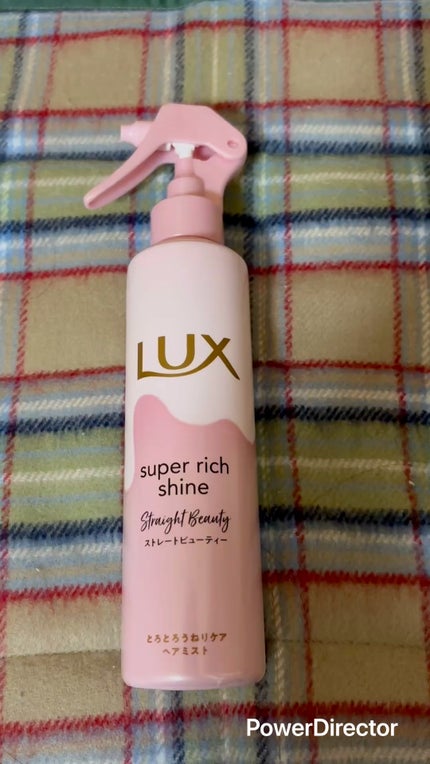 LUX
super rich
shine
Straight Beauty
ストレートビューティー
とろとろうねりケア
ヘアミスト
PowerDirector